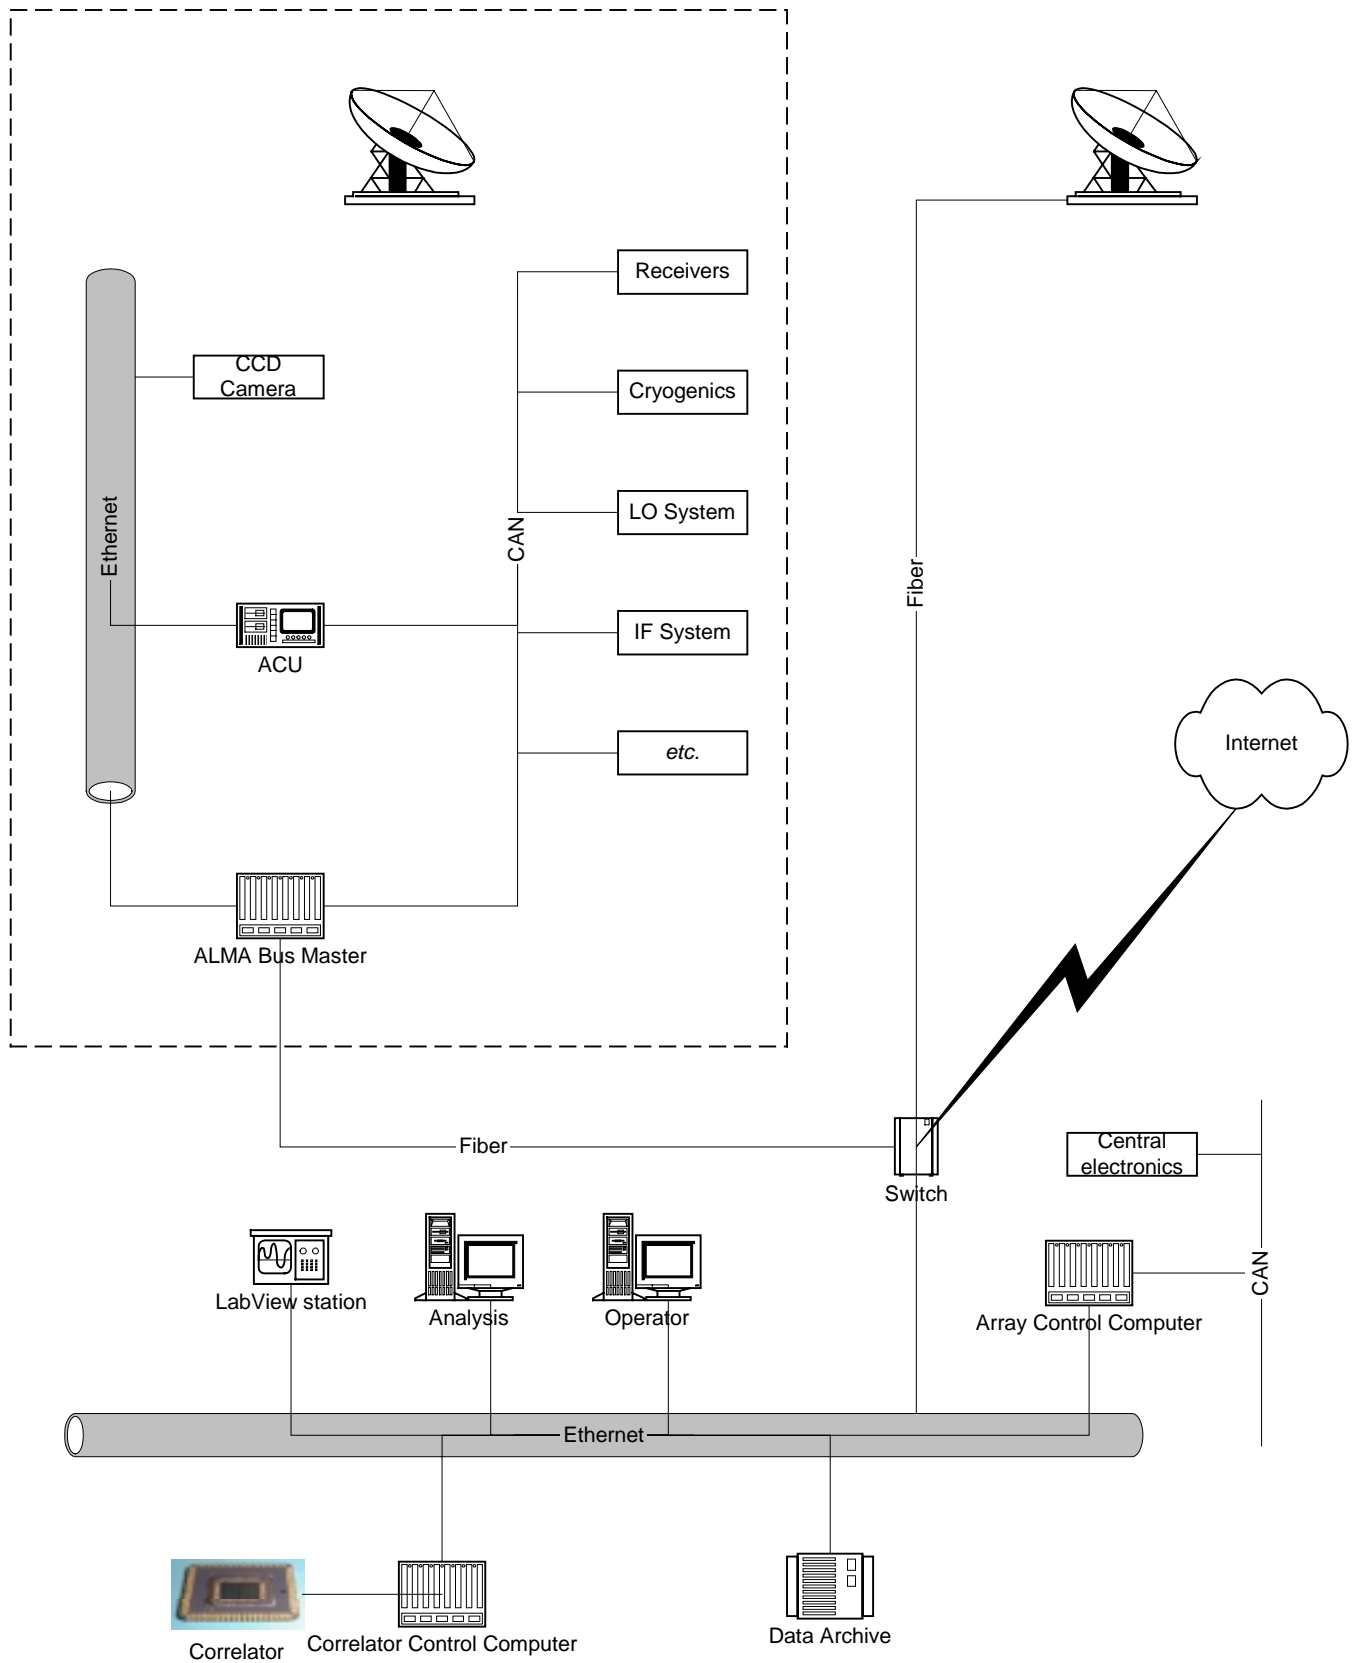 Receivers
CCD
Camera
Cryogenics
Ethernet
LO System
CAN
Fiber
IF System
ACU
etc.
Internet
ALMA Bus Master
Fiber
Central
electronics
Switch
CAN
LabView station
Analysis
Operator
Array Control Computer
Ethernet
Correlator
Correlator Control Computer
Data Archive